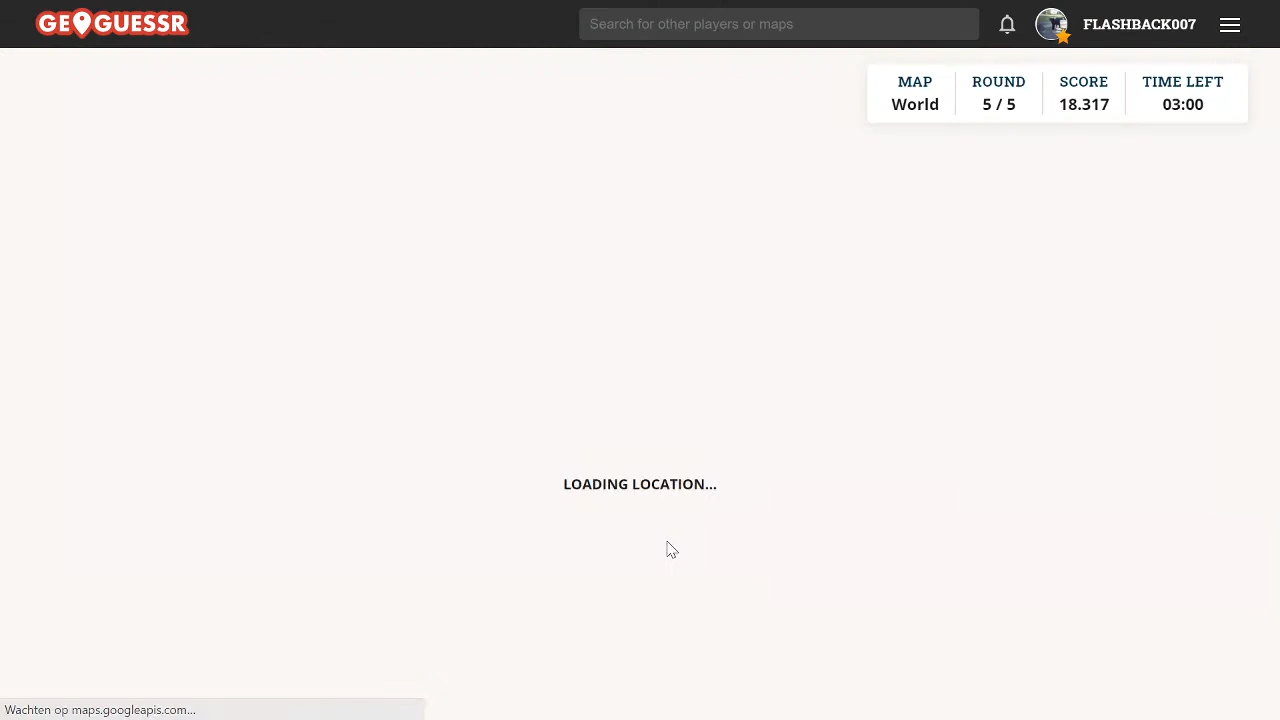 GEOGUESSR
Search for other players or maps
FLASHBACK007
MAP ROUND SCORE TIME LEFT
World 5 / 5 18.317 03:00
LOADING LOCATION...
Wachten op maps.googleapis.com...